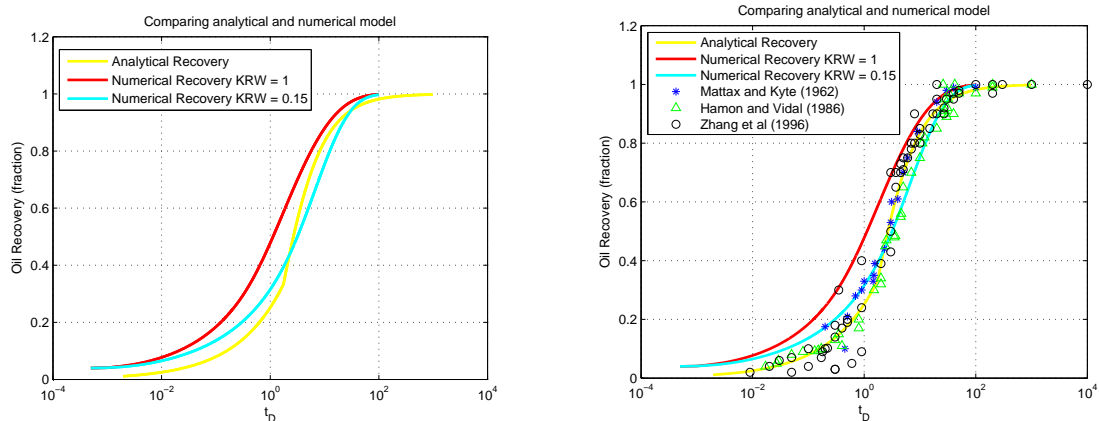 Comparing analytical and numerical model
1.2
1
0.8
0.6
0.4
0.2
0
Oil Recovery (fraction)
Analytical Recovery
Numerical Recovery KRW = 1
Numerical Recovery KRW = 0.15
10^−4
10^−2
10^0
10^2
10^4
t_D
Comparing analytical and numerical model
1.2
1
0.8
0.6
0.4
0.2
0
Oil Recovery (fraction)
Analytical Recovery
Numerical Recovery KRW = 1
Numerical Recovery KRW = 0.15
Mattax and Kyte (1962)
Hamon and Vidal (1986)
Zhang et al (1996)
10^−4
10^−2
10^0
10^2
10^4
t_D